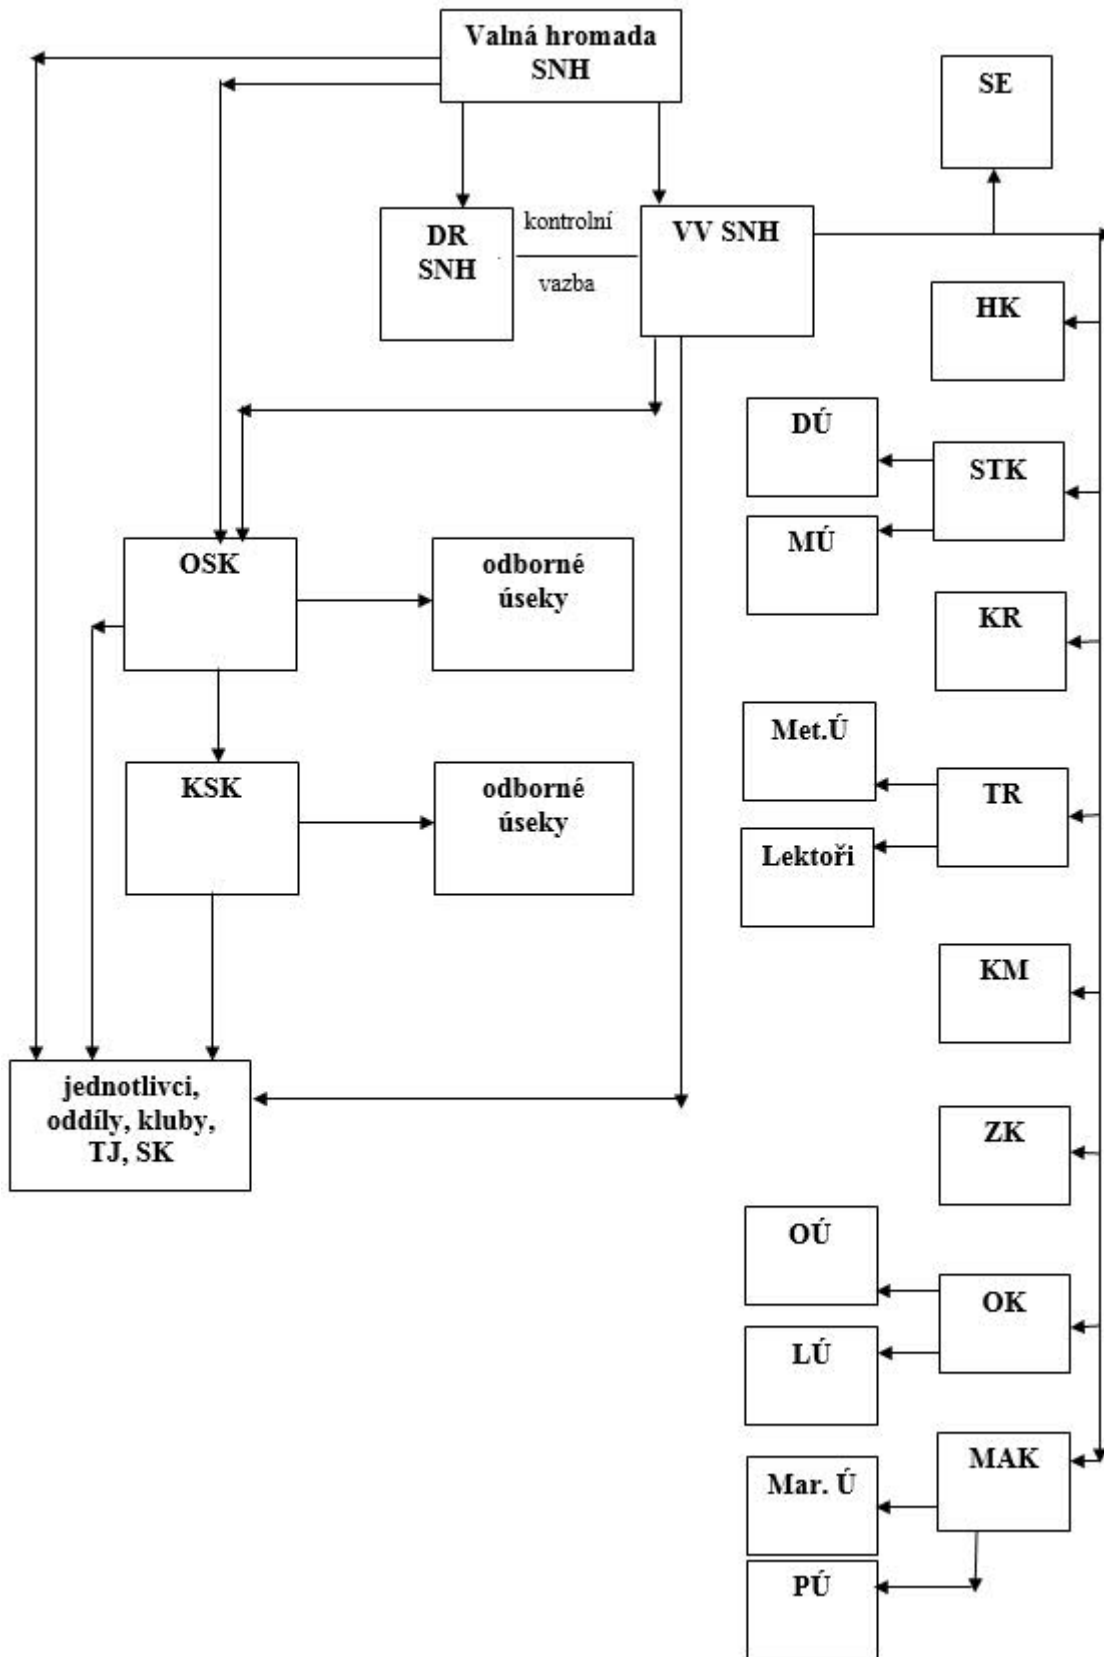 Valná hromada
SNH
SE
DR
SNH
kontrolní
vazba
VV SNH
HK
DÚ
STK
MÚ
OSK
odborné
úseky
KR
Met.Ú
KSK
odborné
úseky
TR
Lektoři
KM
jednotlivci,
oddíly, kluby,
TJ, SK
ZK
OÚ
OK
LÚ
MAK
Mar. Ú
PÚ